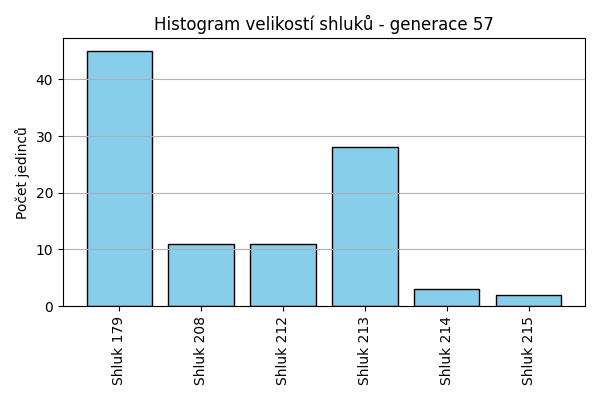 Histogram velikostí shluků - generace 57
Počet jedinců
40
30
20
10
0
Shluk 179
Shluk 208
Shluk 212
Shluk 213
Shluk 214
Shluk 215